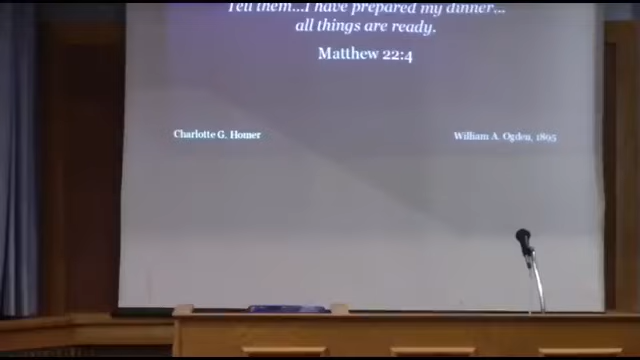 Tell them...I have prepared my dinner...
all things are ready.
Matthew 22:4
Charlotte G. Homer
William A. Ogden, 1895